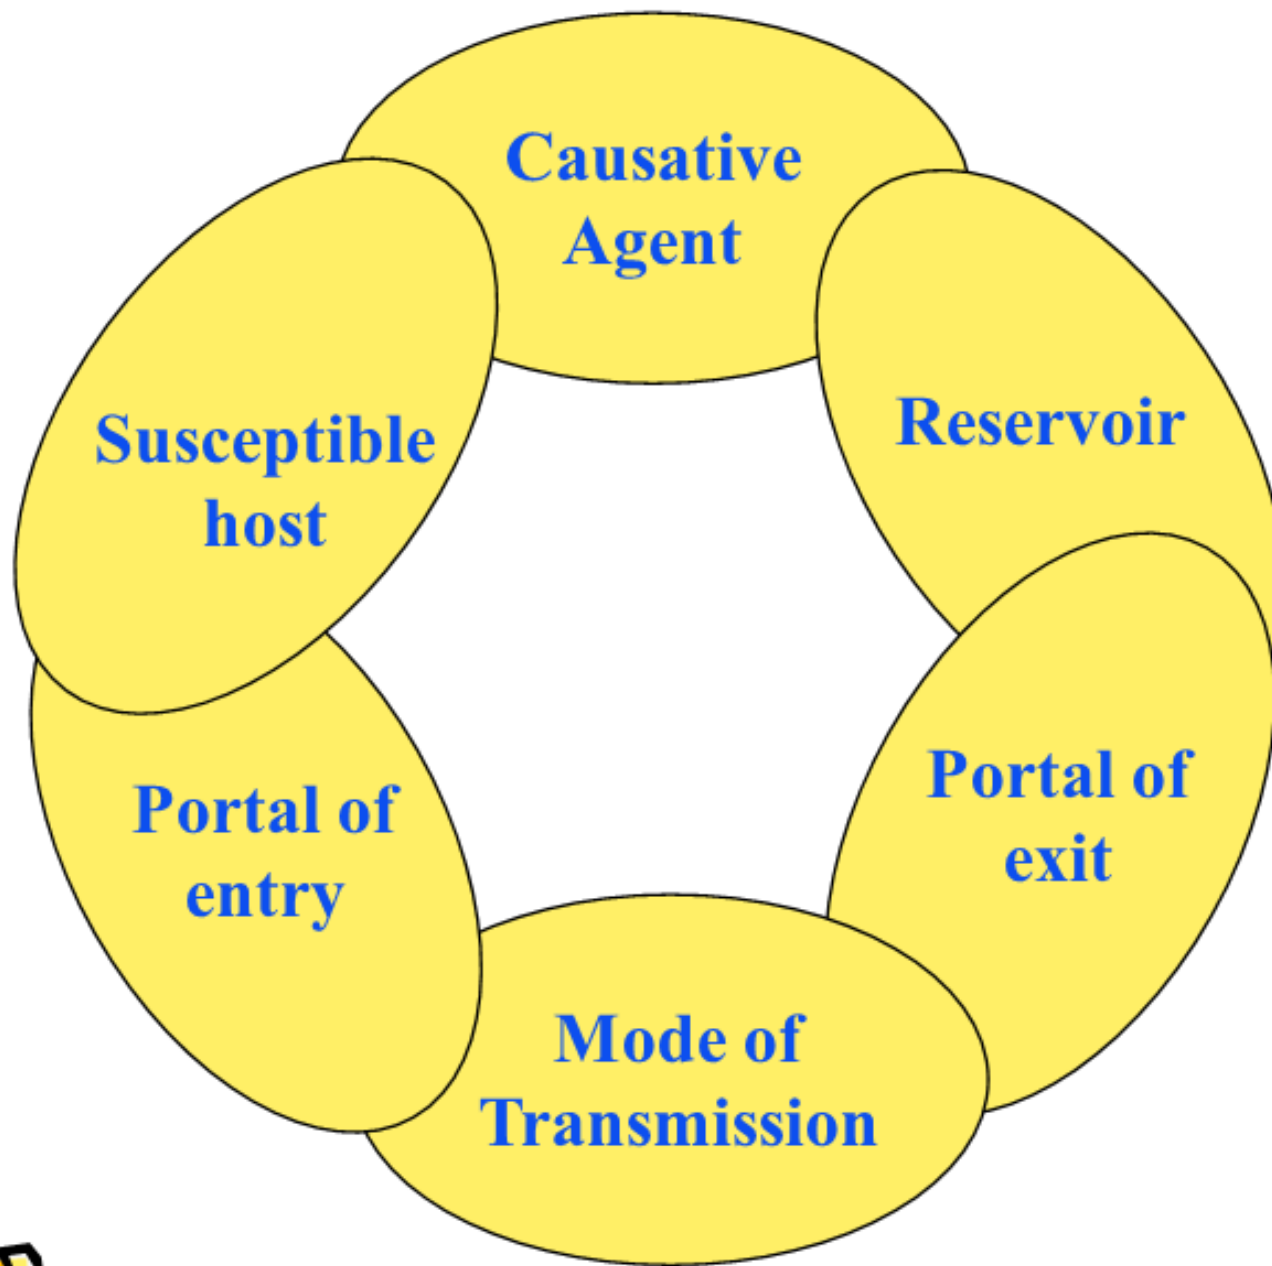 Causative
Agent
Reservoir
Portal of
exit
Mode of
Transmission
Portal of
entry
Susceptible
host